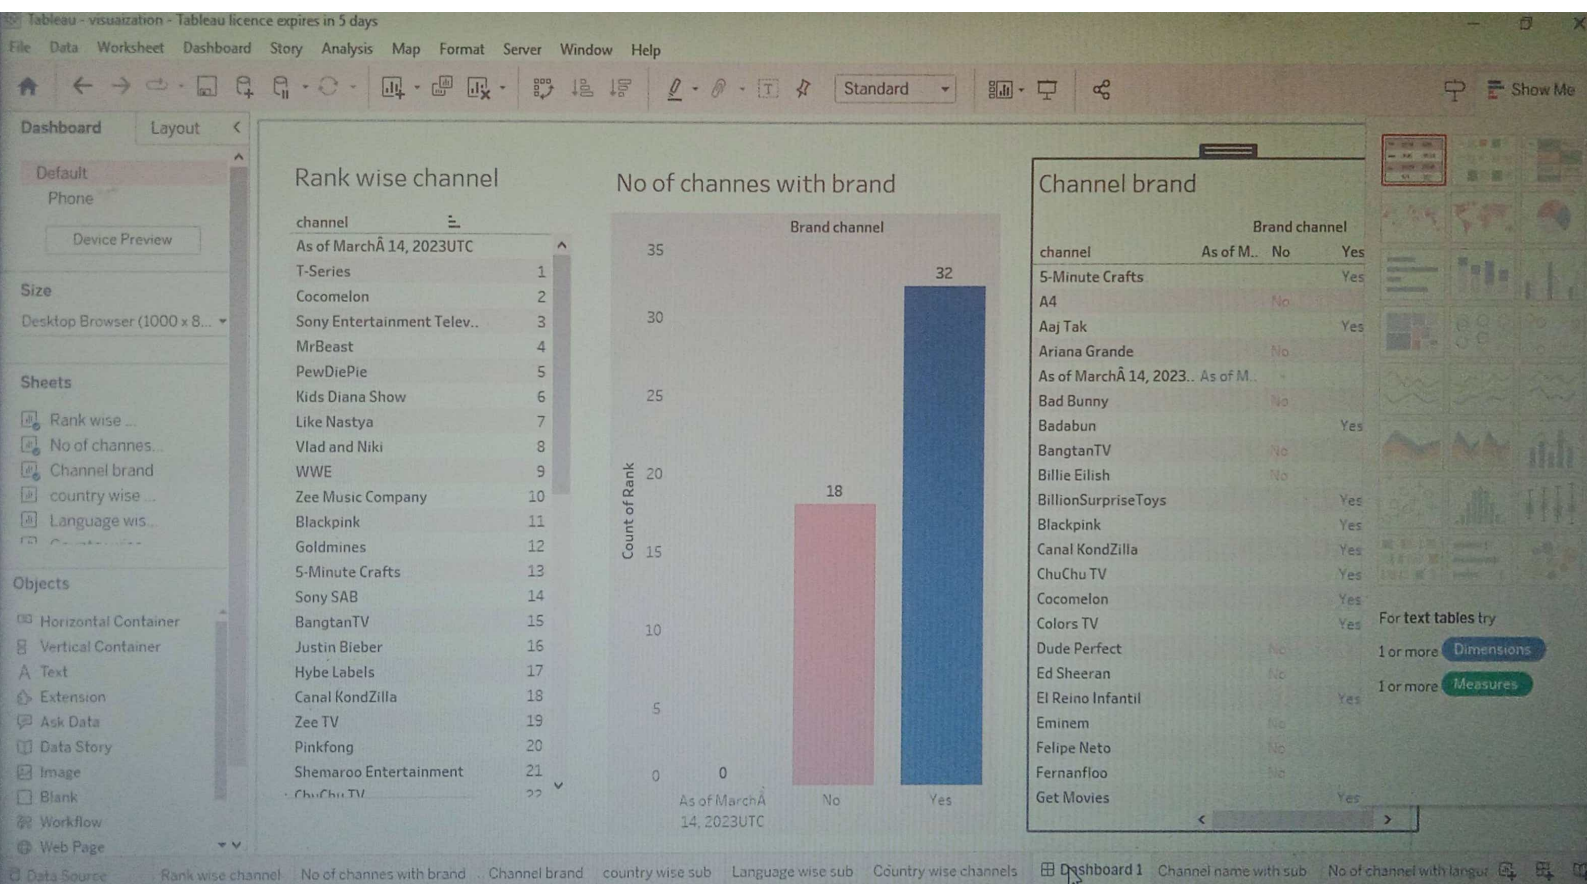 Tableau - visuaization - Tableau licence expires in 5 days
File Data Worksheet Dashboard Story Analysis Map Format Server Window Help
Standard
Show Me
Dashboard Layout
Default
Phone
Device Preview
Size
Desktop Browser (1000 x 8...
Sheets
Rank wise ...
No of channes...
Channel brand
country wise ...
Language wis...
Objects
Horizontal Container
Vertical Container
Text
Extension
Ask Data
Data Story
Image
Blank
Workflow
Web Page
Rank wise channel
channel
As of MarchÂ 14, 2023UTC
T-Series 1
Cocomelon 2
Sony Entertainment Telev.. 3
MrBeast 4
PewDiePie 5
Kids Diana Show 6
Like Nastya 7
Vlad and Niki 8
WWE 9
Zee Music Company 10
Blackpink 11
Goldmines 12
5-Minute Crafts 13
Sony SAB 14
BangtanTV 15
Justin Bieber 16
Hybe Labels 17
Canal KondZilla 18
Zee TV 19
Pinkfong 20
Shemaroo Entertainment 21
ChuChu TV 22
No of channes with brand
Brand channel
35
30
25
20
15
10
5
0
Count of Rank
0
18
32
As of MarchÂ
14, 2023UTC
No
Yes
Channel brand
Brand channel
channel As of M.. No Yes
5-Minute Crafts Yes
A4 No
Aaj Tak Yes
Ariana Grande No
As of MarchÂ 14, 2023.. As of M..
Bad Bunny No
Badabun Yes
BangtanTV No
Billie Eilish No
BillionSurpriseToys Yes
Blackpink Yes
Canal KondZilla Yes
ChuChu TV Yes
Cocomelon Yes
Colors TV Yes
Dude Perfect No
Ed Sheeran No
El Reino Infantil Yes
Eminem No
Felipe Neto No
Fernanfloo No
Get Movies Yes
For text tables try
1 or more Dimensions
1 or more Measures
Data Source Rank wise channel No of channes with brand Channel brand country wise sub Language wise sub Country wise channels Dashboard 1 Channel name with sub No of channel with langua